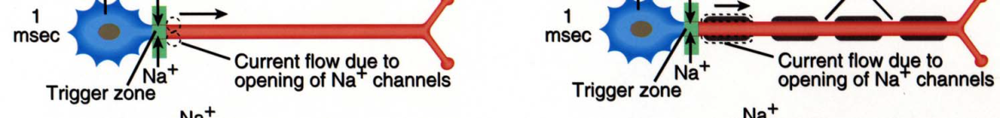 1
msec
Na+
Trigger zone
Current flow due to
opening of Na+ channels
Na+
1
msec
Na+
Trigger zone
Current flow due to
opening of Na+ channels
Na+